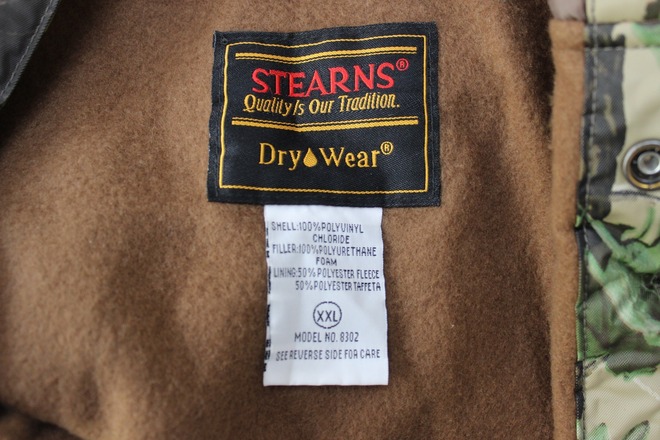 STEARNS®
Quality Is Our Tradition.
Dry Wear®
SHELL:100%POLYVINYL
CHLORIDE
FILLER:100%POLYURETHANE
FOAM
LINING:50%POLYESTER FLEECE
50%POLYESTER TAFFETA
XXL
MODEL NO. 8302
SEE REVERSE SIDE FOR CARE